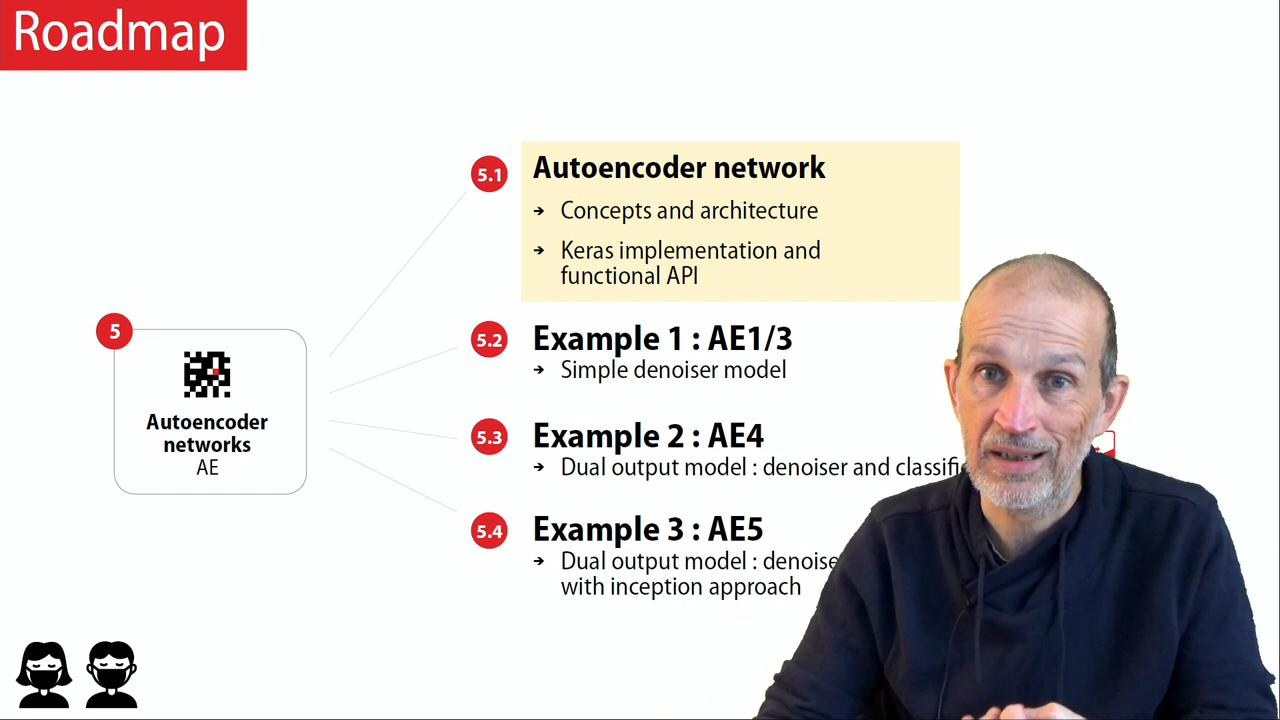 Roadmap
5.1
Autoencoder network
➔ Concepts and architecture
➔ Keras implementation and
functional API
5
Autoencoder
networks
AE
5.2
Example 1 : AE1/3
➔ Simple denoiser model
5.3
Example 2 : AE4
➔ Dual output model : denoiser and classifi
5.4
Example 3 : AE5
➔ Dual output model : denoise
with inception approach